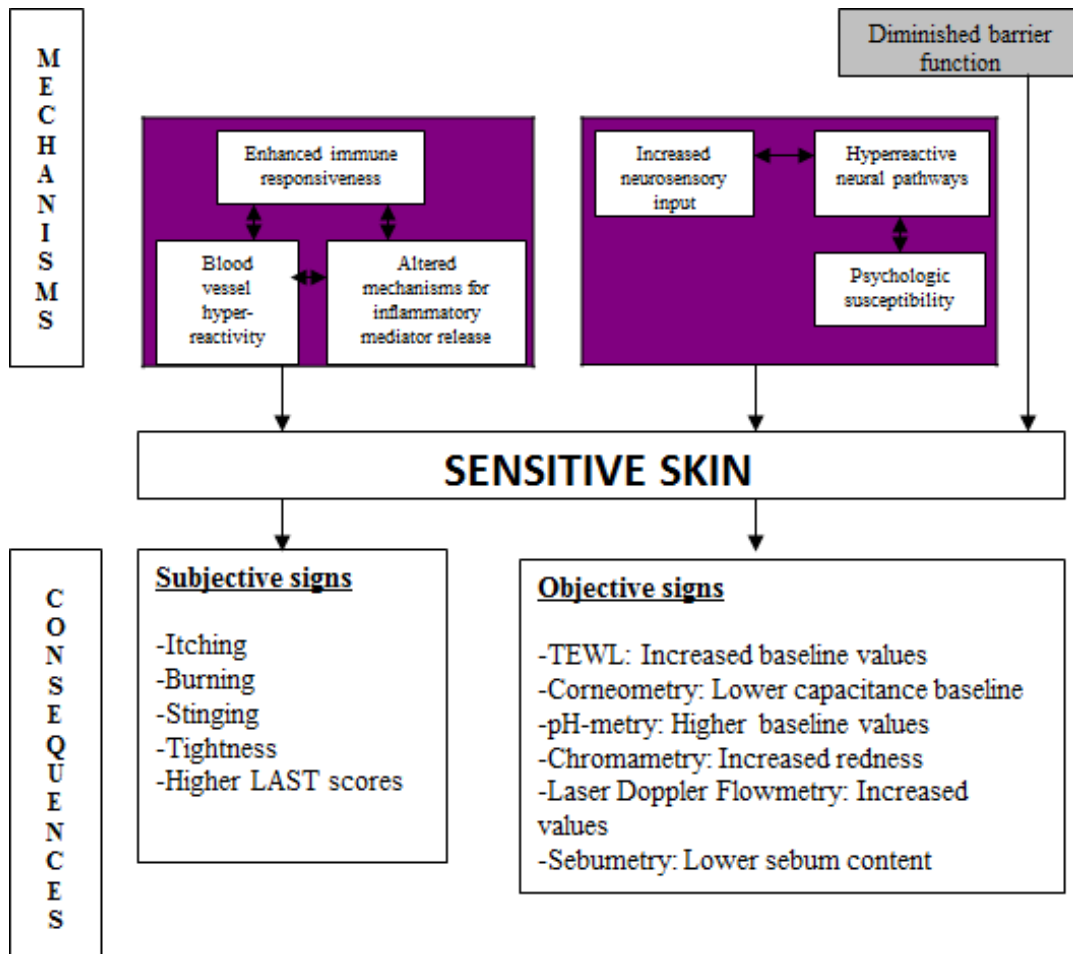 MECHANISMS
Diminished barrier
function
Enhanced immune
responsiveness
Blood
vessel
hyper-
reactivity
Altered
mechanisms for
inflammatory
mediator release
Increased
neurosensory
input
Hyperreactive
neural pathways
Psychologic
susceptibility
SENSITIVE SKIN
CONSEQUENCES
Subjective signs
-Itching
-Burning
-Stinging
-Tightness
-Higher LAST scores
Objective signs
-TEWL: Increased baseline values
-Corneometry: Lower capacitance baseline
-pH-metry: Higher baseline values
-Chromametry: Increased redness
-Laser Doppler Flowmetry: Increased
values
-Sebumetry: Lower sebum content